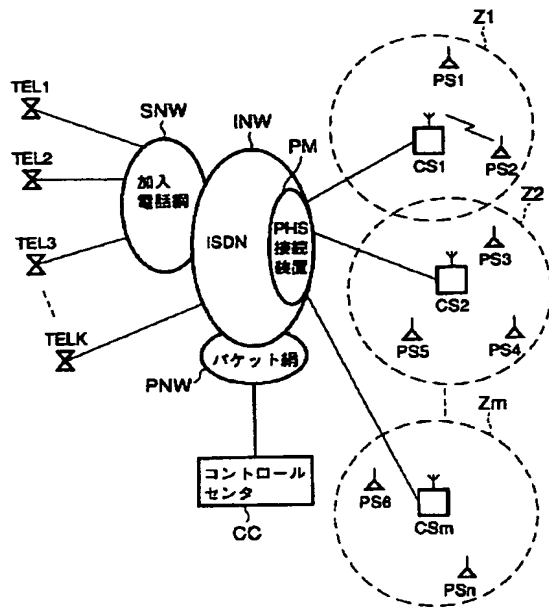 Z1
TEL1
PS1
SNW
INW
PM
TEL2
CS1
PS2
加入
電話網
Z2
ISDN
PHS
接続
装置
PS3
TEL3
CS2
TELK
PS5
PS4
パケット網
PNW
Zm
コントロール
センタ
PS6
CSm
CC
PSn